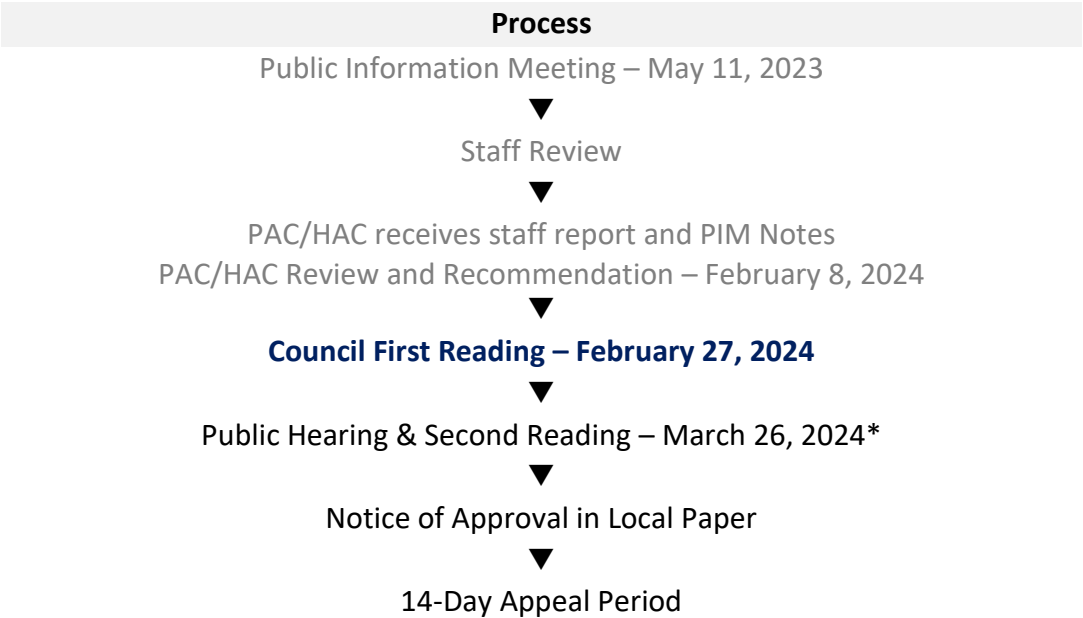 Process
Public Information Meeting – May 11, 2023
Staff Review
PAC/HAC receives staff report and PIM Notes
PAC/HAC Review and Recommendation – February 8, 2024
Council First Reading – February 27, 2024
Public Hearing & Second Reading – March 26, 2024*
Notice of Approval in Local Paper
14-Day Appeal Period